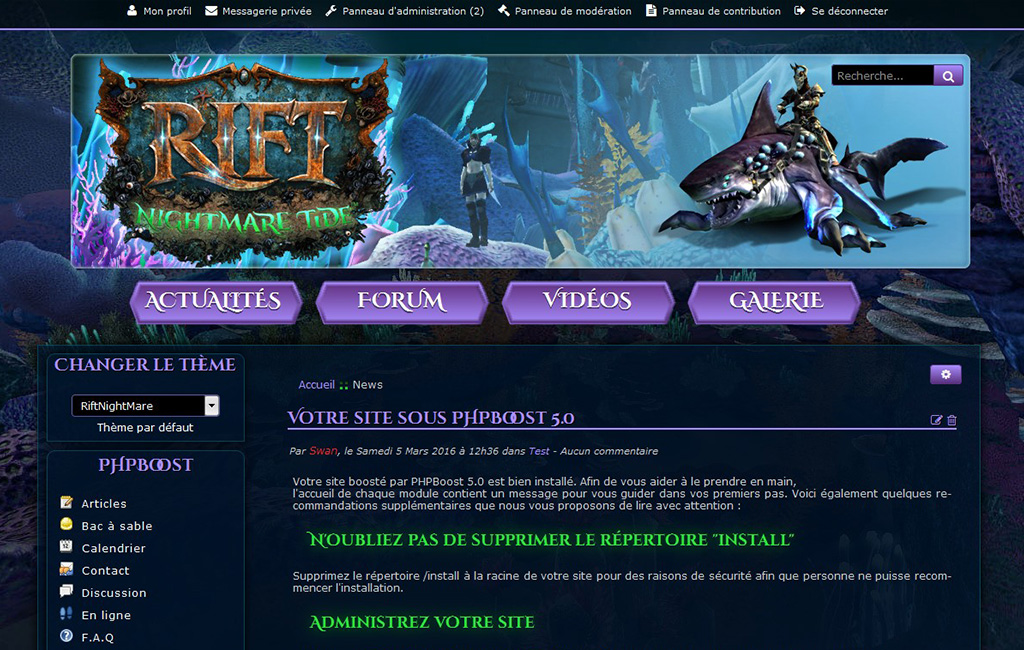 Mon profil Messagerie privée Panneau d'administration (2) Panneau de modération Panneau de contribution Se déconnecter
Recherche...
RIFT
NIGHTMARE TIDE
ACTUALITÉS FORUM VIDÉOS GALERIE
CHANGER LE THÈME
RiftNightMare
Thème par défaut
PHPBOOST
Articles
Bac à sable
Calendrier
Contact
Discussion
En ligne
F.A.Q
Accueil :: News
VOTRE SITE SOUS PHPBOOST 5.0
Par Swan, le Samedi 5 Mars 2016 à 12h36 dans Test - Aucun commentaire
Votre site boosté par PHPBoost 5.0 est bien installé. Afin de vous aider à le prendre en main,
l'accueil de chaque module contient un message pour vous guider dans vos premiers pas. Voici également quelques re-
commandations supplémentaires que nous vous proposons de lire avec attention :
N'OUBLIEZ PAS DE SUPPRIMER LE RÉPERTOIRE "INSTALL"
Supprimez le répertoire /install à la racine de votre site pour des raisons de sécurité afin que personne ne puisse recom-
mencer l'installation.
ADMINISTREZ VOTRE SITE